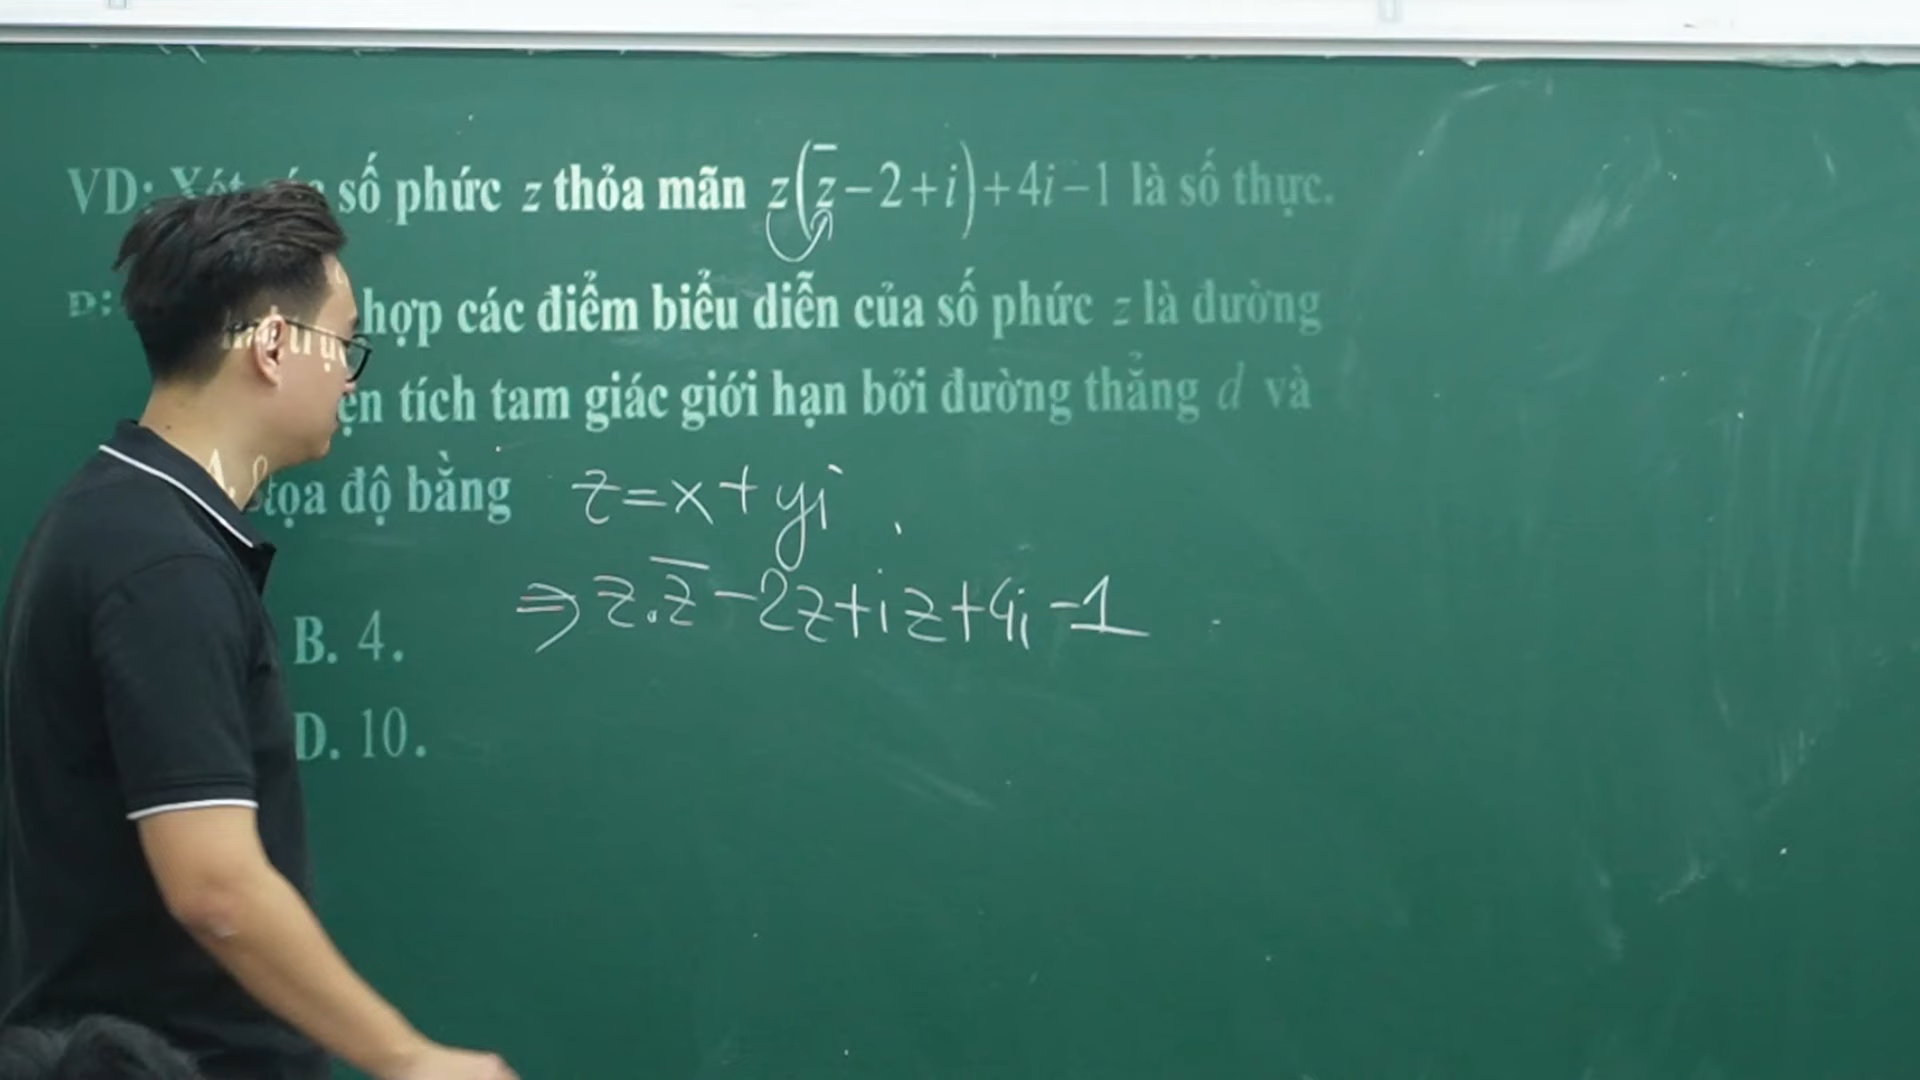 VD: Xét các số phức z thỏa mãn z(z̅−2+i)+4i−1 là số thực.
hợp các điểm biểu diễn của số phức z là đường
tích tam giác giới hạn bởi đường thẳng d và
tọa độ bằng
z=x+yi
⇒ z.z̅−2z+iz+4i−1
B. 4.
D. 10.